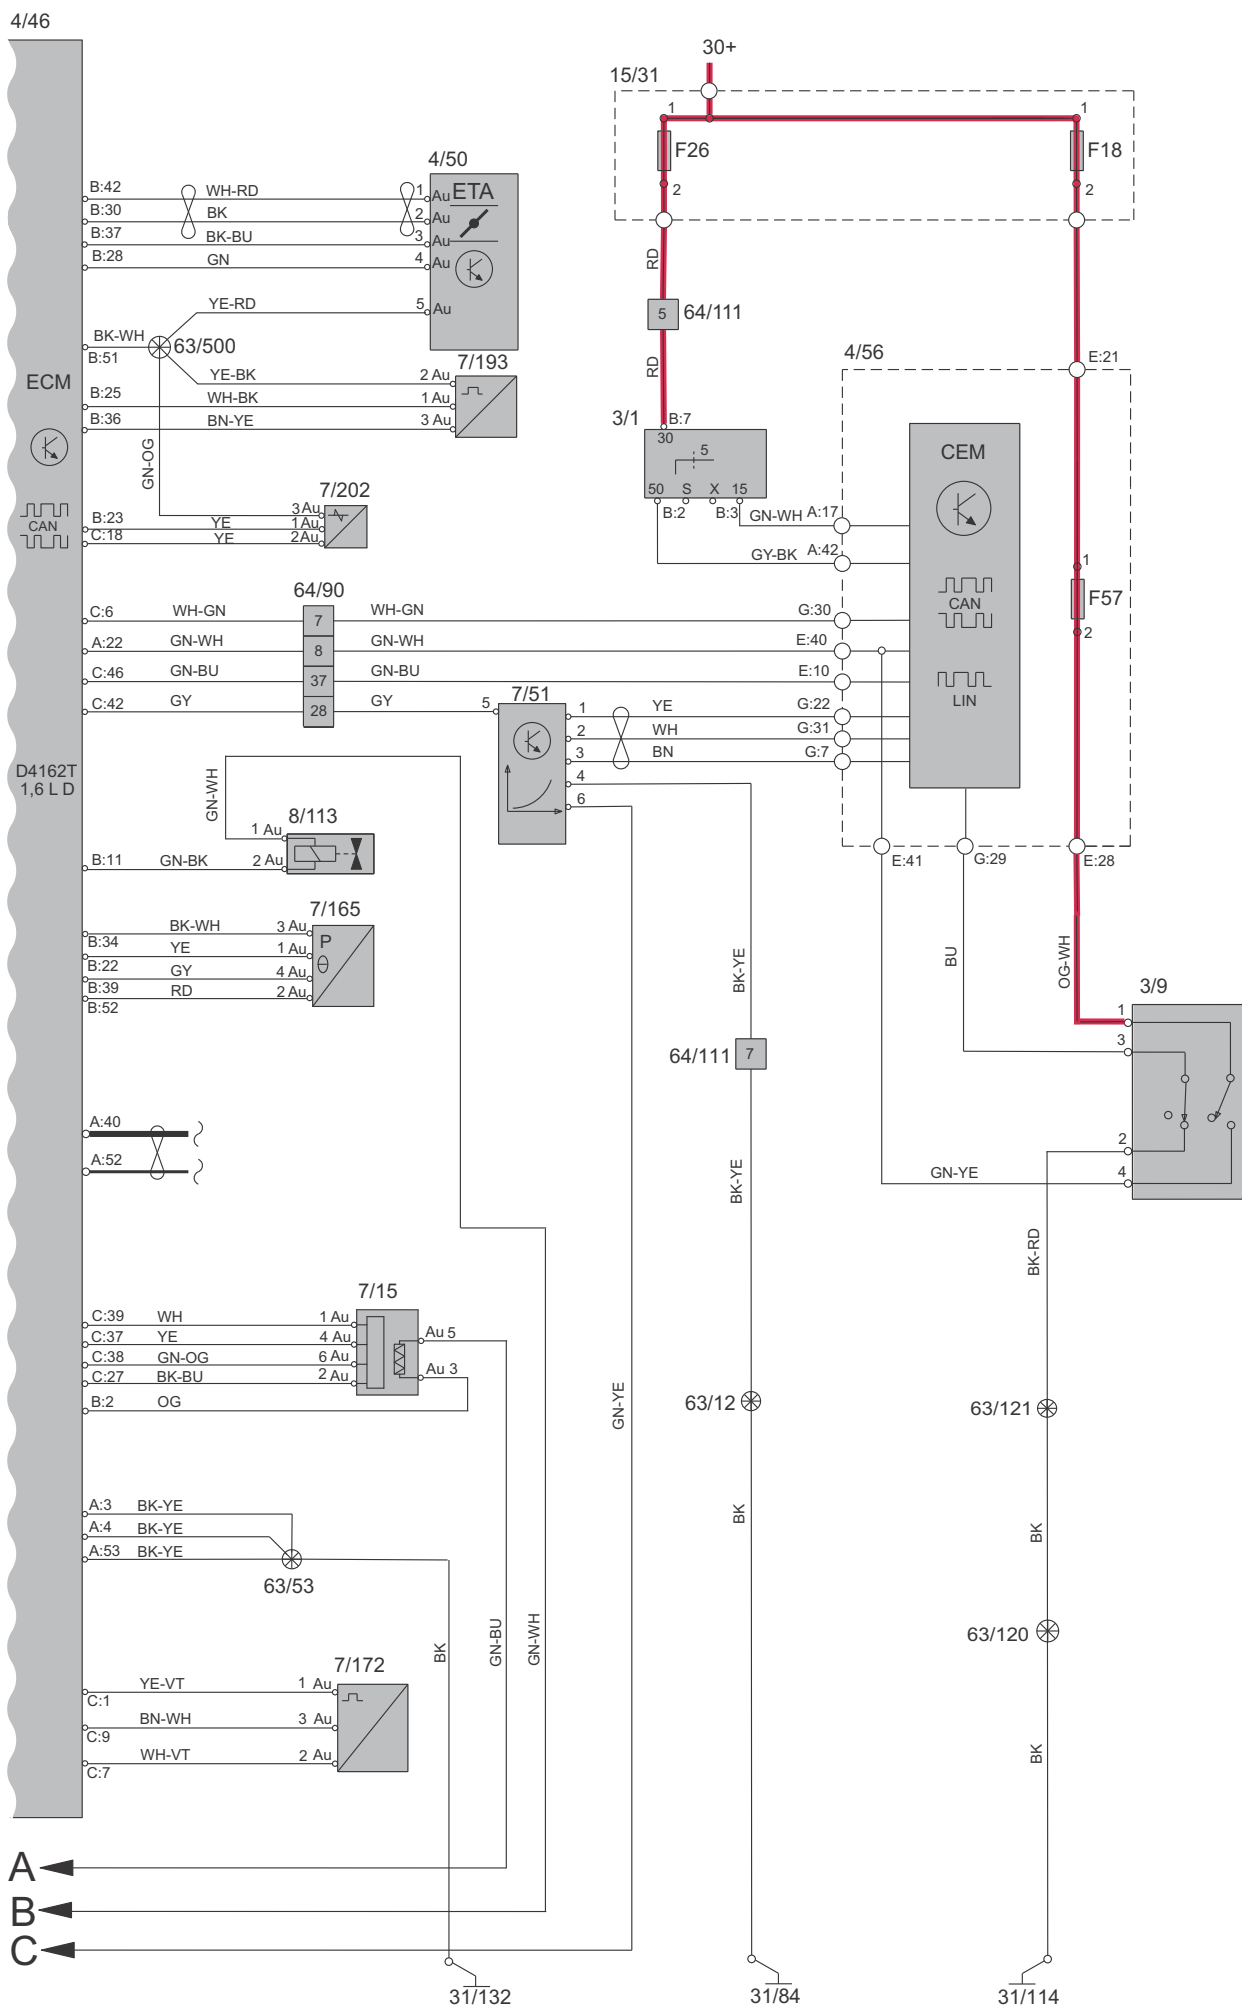 4/46
30+
15/31
1
1
F26
F18
2
2
4/50
ETA
B:42 WH-RD 1 Au
B:30 BK 2 Au
B:37 BK-BU 3 Au
B:28 GN 4 Au
YE-RD 5 Au
BK-WH
B:51
63/500
7/193
YE-BK 2 Au
B:25 WH-BK 1 Au
B:36 BN-YE 3 Au
ECM
GN-OG
CAN
7/202
3 Au
B:23 YE 1 Au
C:18 YE 2 Au
RD
5
64/111
RD
3/1
B:7
30
5
50 S X 15
B:2
B:3
GN-WH A:17
GY-BK A:42
4/56
E:21
CEM
CAN
LIN
1
F57
2
64/90
C:6 WH-GN 7 WH-GN G:30
A:22 GN-WH 8 GN-WH E:40
C:46 GN-BU 37 GN-BU E:10
C:42 GY 28 GY 5
7/51
1 YE G:22
2 WH G:31
3 BN G:7
4
6
D4162T
1,6 L D
GN-WH
8/113
1 Au
B:11 GN-BK 2 Au
E:41
G:29
E:28
7/165
P
BK-WH 3 Au
B:34
YE 1 Au
B:22
GY 4 Au
B:39
RD 2 Au
B:52
BK-YE
BU
OG-WH
3/9
1
3
2
4
64/111
7
A:40
A:52
BK-YE
GN-YE
BK-RD
7/15
C:39 WH 1 Au
C:37 YE 4 Au
C:38 GN-OG 6 Au
C:27 BK-BU 2 Au
B:2 OG
Au 5
Au 3
GN-YE
63/12
63/121
A:3 BK-YE
A:4 BK-YE
A:53 BK-YE
63/53
BK
BK
63/120
BK
GN-BU
GN-WH
7/172
YE-VT 1 Au
C:1
BN-WH 3 Au
C:9
WH-VT 2 Au
C:7
BK
A
B
C
31/132
31/84
31/114